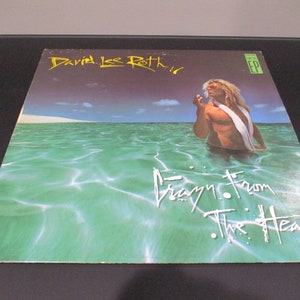 David Lee Roth
Crazy From
The Hea